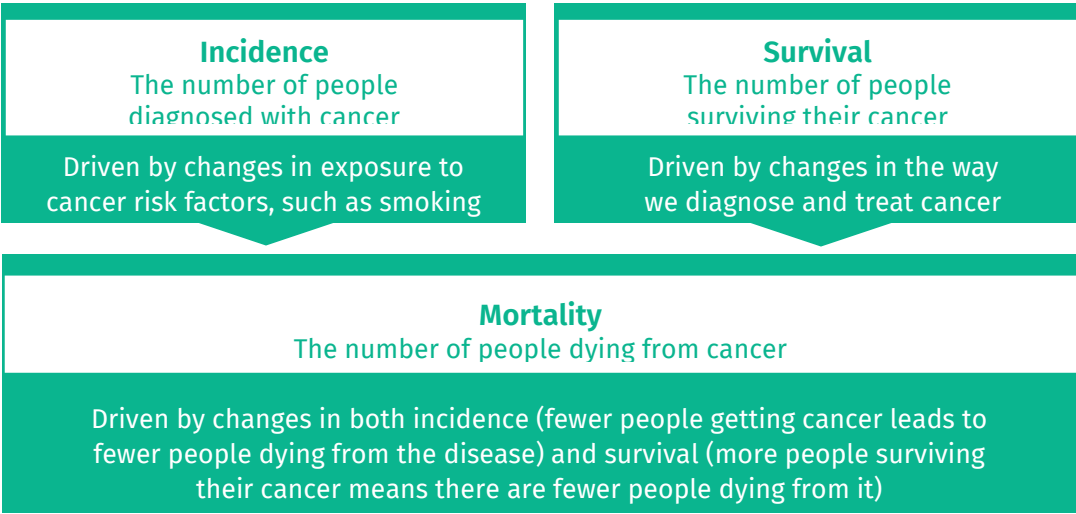 Incidence
The number of people
diagnosed with cancer
Driven by changes in exposure to
cancer risk factors, such as smoking
Survival
The number of people
surviving their cancer
Driven by changes in the way
we diagnose and treat cancer
Mortality
The number of people dying from cancer
Driven by changes in both incidence (fewer people getting cancer leads to
fewer people dying from the disease) and survival (more people surviving
their cancer means there are fewer people dying from it)